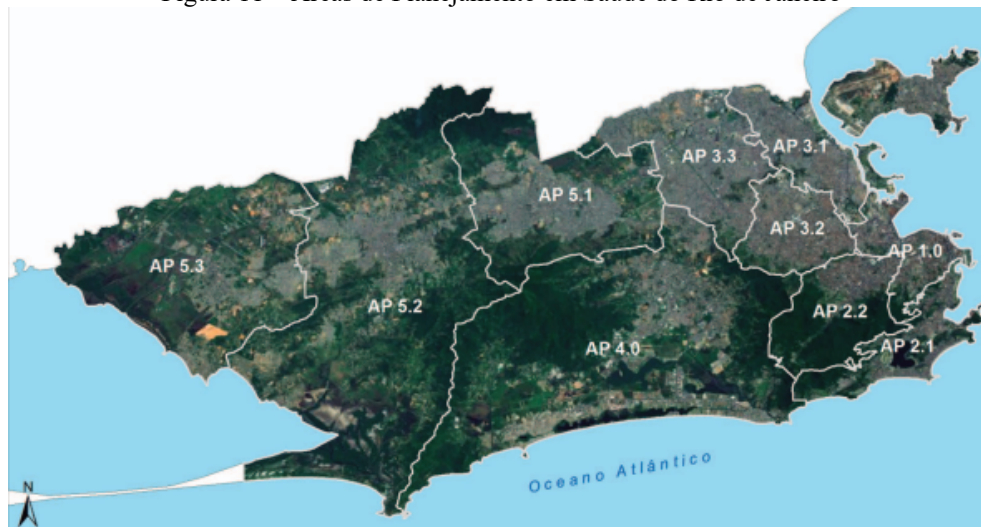 AP 3.1
AP 3.3
AP 5.1
AP 3.2
AP 1.0
AP 5.3
AP 5.2
AP 2.2
AP 4.0
AP 2.1
Oceano Atlântico
N